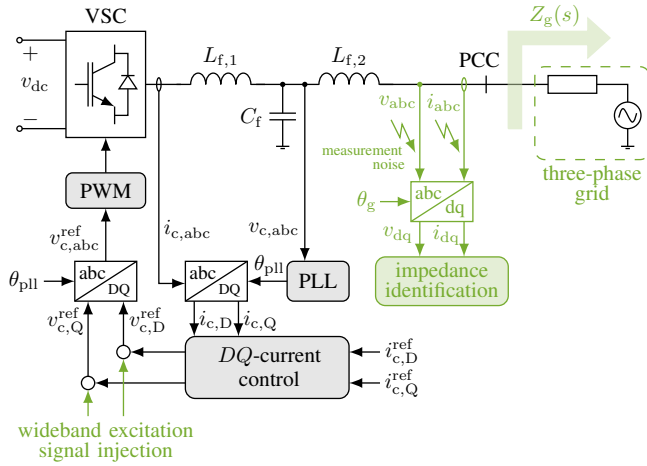 VSC
+
v_dc
−
L_f,1
L_f,2
C_f
PCC
Z_g(s)
v_abc
i_abc
measurement
noise
three-phase
grid
PWM
v_c,abc^ref
i_c,abc
v_c,abc
θ_g
abc
dq
v_dq
i_dq
θ_pll
abc
DQ
abc
DQ
θ_pll
PLL
impedance
identification
v_c,Q^ref
v_c,D^ref
i_c,D
i_c,Q
DQ-current
control
i_c,D^ref
i_c,Q^ref
wideband excitation
signal injection